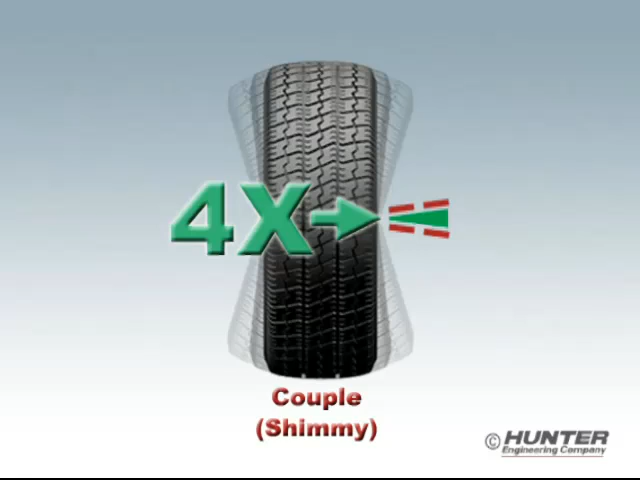 4X
Couple
(Shimmy)
© HUNTER
Engineering Company